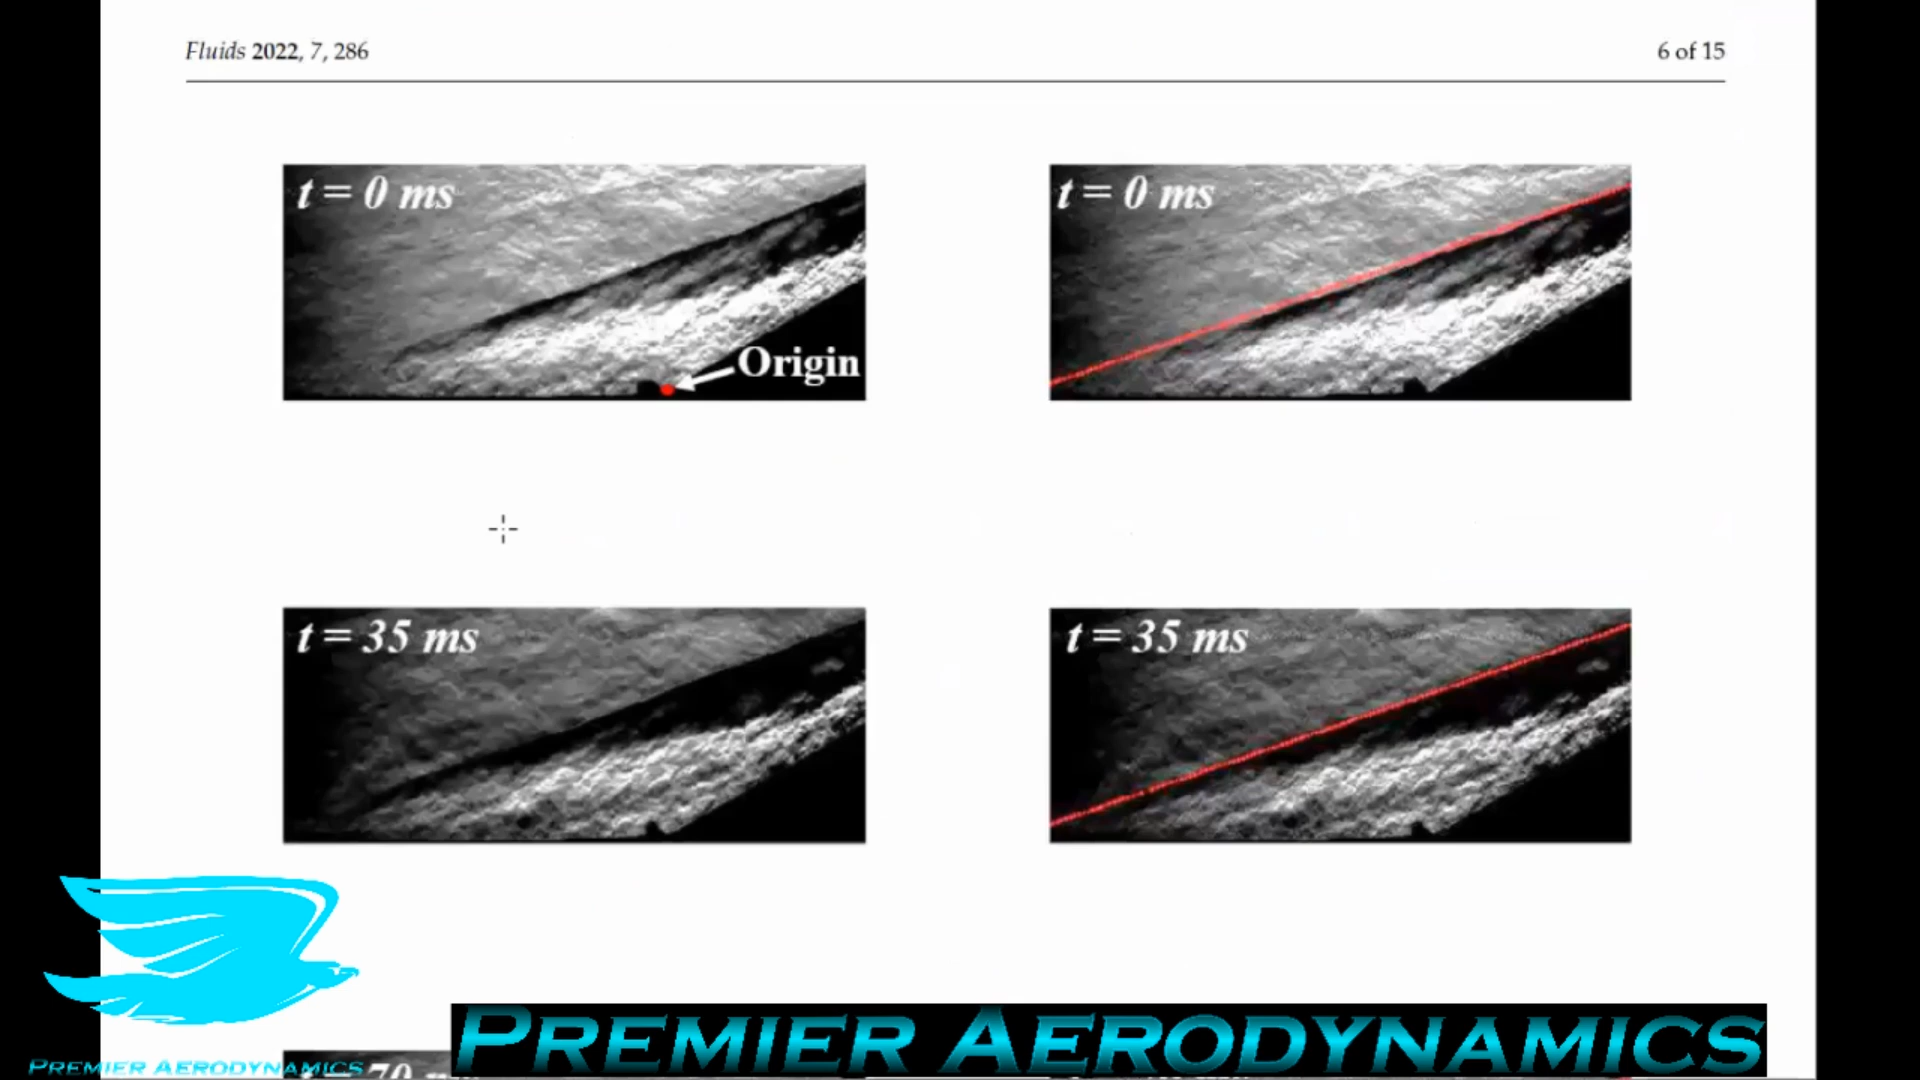 Fluids 2022, 7, 286
6 of 15
t = 0 ms
t = 0 ms
Origin
t = 35 ms
t = 35 ms
PREMIER AERODYNAMICS
PREMIER AERODYNAMICS